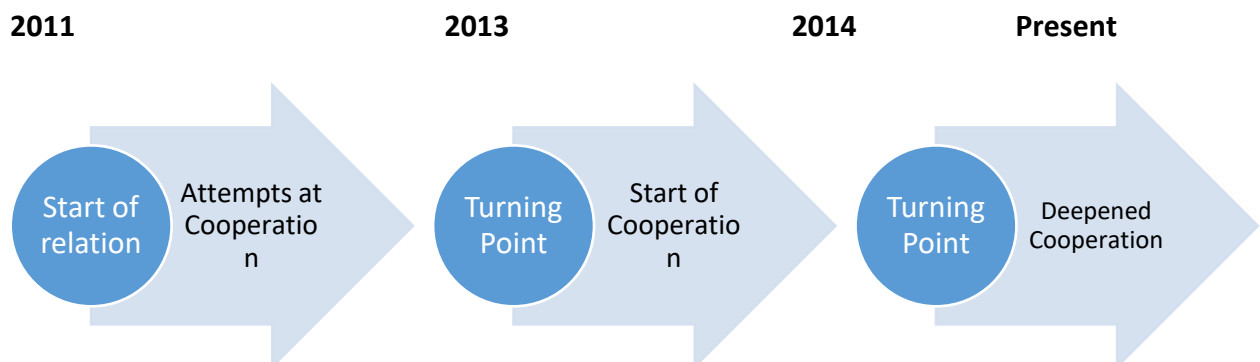 2011 2013 2014 Present
Start of
relation
Attempts at
Cooperatio
n
Turning
Point
Start of
Cooperatio
n
Turning
Point
Deepened
Cooperation